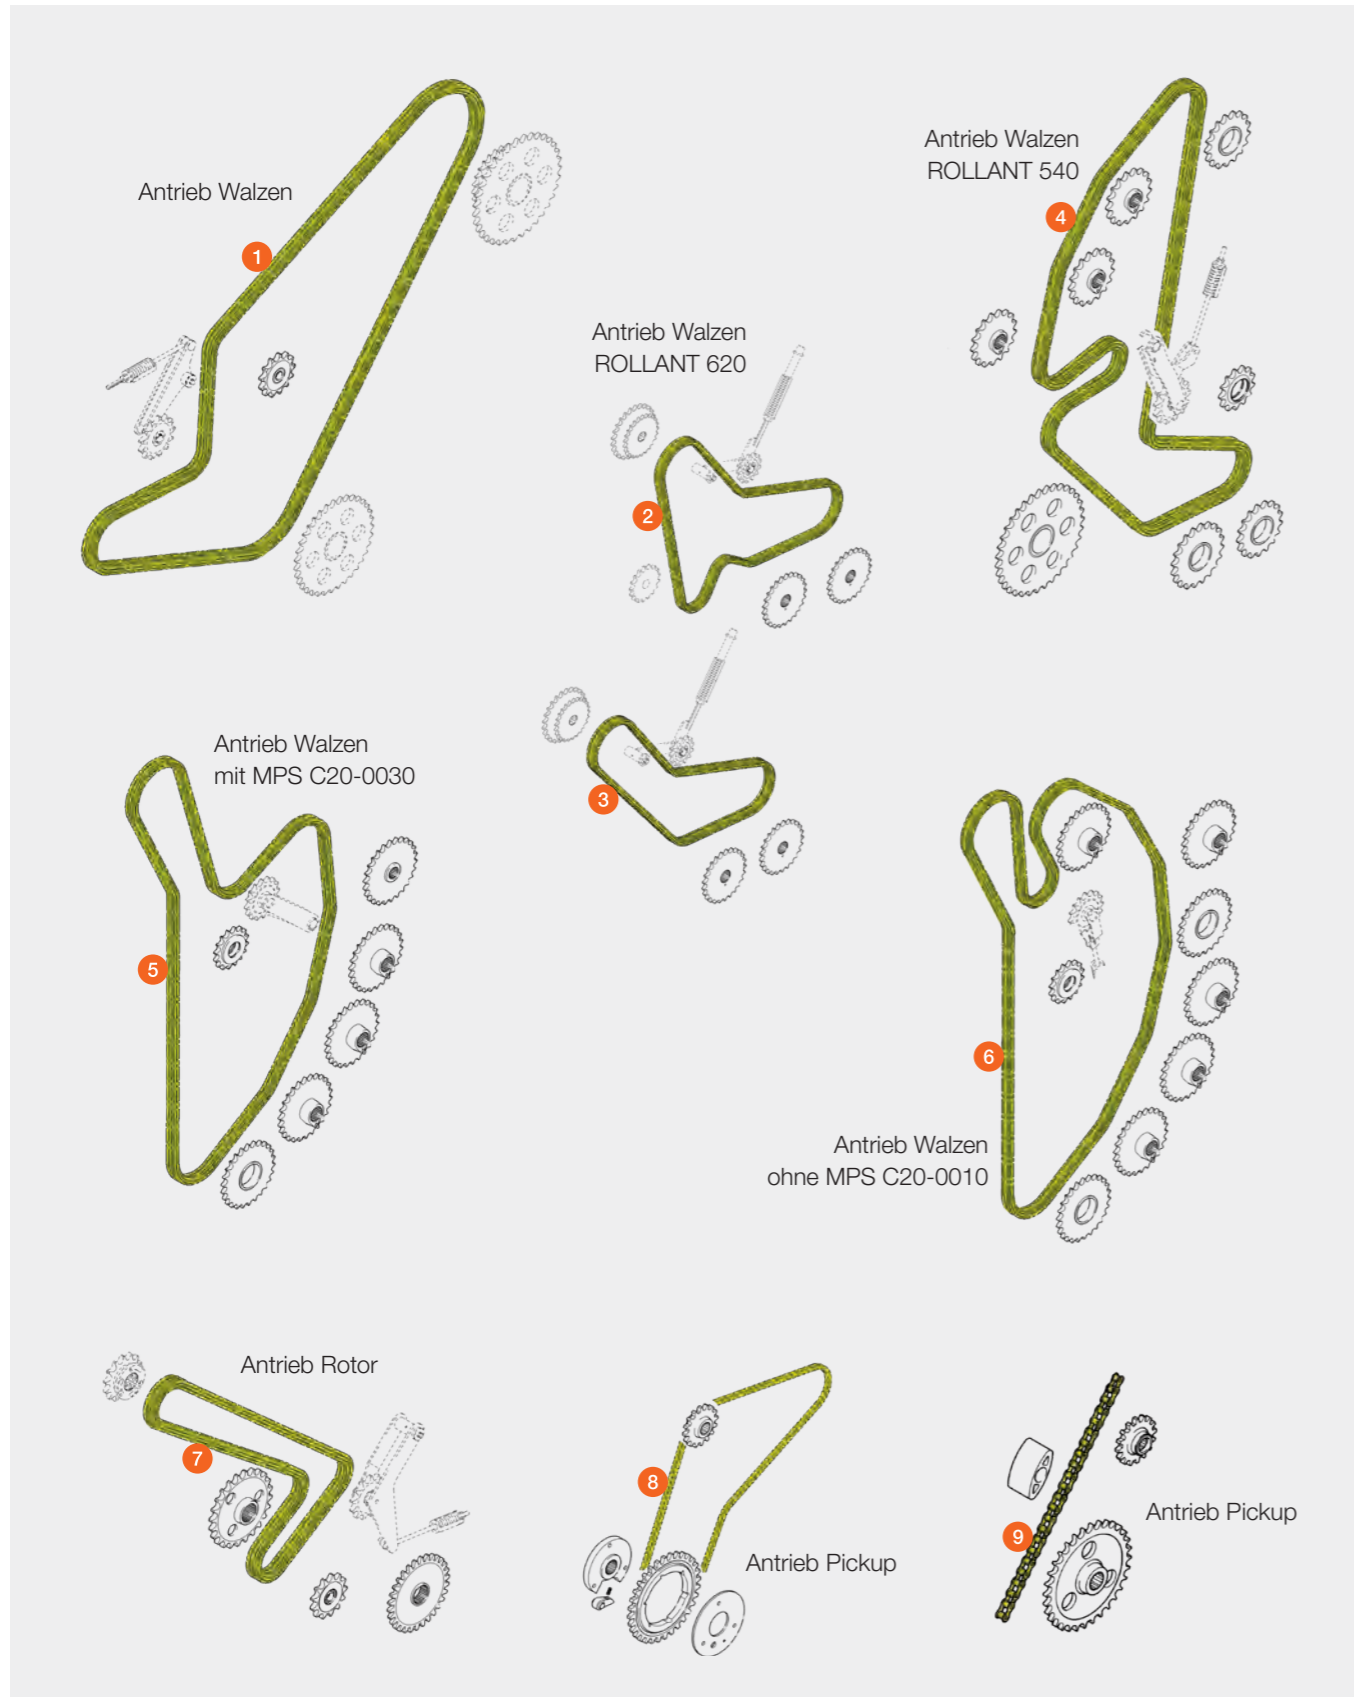 Antrieb Walzen
1
Antrieb Walzen
ROLLANT 540
4
Antrieb Walzen
ROLLANT 620
2
3
Antrieb Walzen
mit MPS C20-0030
5
6
Antrieb Walzen
ohne MPS C20-0010
Antrieb Rotor
7
8
Antrieb Pickup
9
Antrieb Pickup